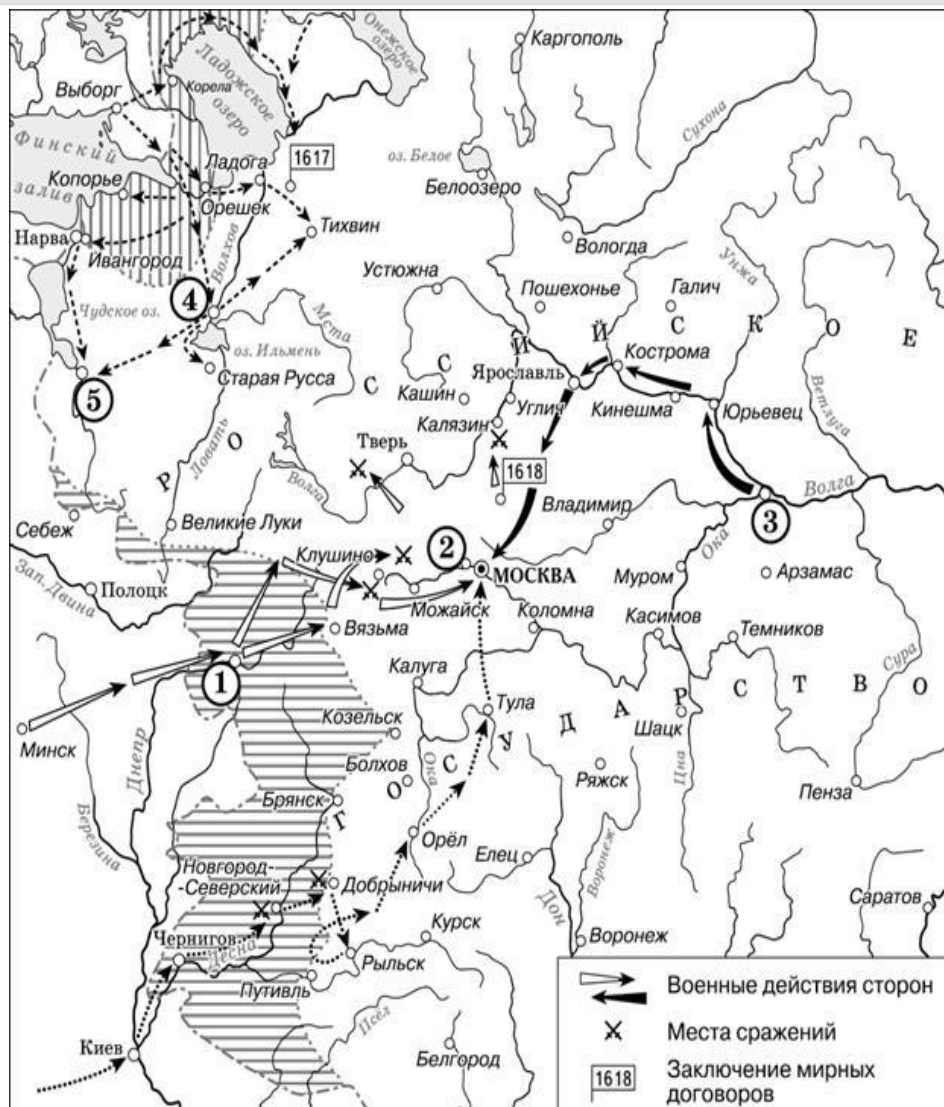 Онежское
озеро
Каргополь
Ладожское
озеро
Корела
Выборг
Сухона
Финский
залив
1617
оз. Белое
Белоозеро
Ладога
Копорье
Орешек
Тихвин
Вологда
Нарва
Ивангород
Волхов
Устюжна
Унжа
Пошехонье
Галич
4
Чудское оз.
Мста
оз. Ильмень
Старая Русса
Кострома
Ярославль
5
Кашин
Углич
Кинешма
Юрьевец
Ветлуга
Калязин
Ловать
Тверь
1618
Волга
Владимир
Волга
3
Себеж
Великие Луки
Ока
Клушино
2
МОСКВА
Муром
Арзамас
Зап. Двина
Полоцк
Можайск
Коломна
Касимов
Темников
Вязьма
Сура
1
Калуга
Минск
Козельск
Тула
Шацк
Цна
Днепр
Болхов
Ока
Ряжск
Пенза
Березина
Брянск
Орёл
Елец
Воронеж
Новгород-
-Северский
Добрыничи
Дон
Саратов
Чернигов
Десна
Курск
Воронеж
Рыльск
Путивль
Псёл
Киев
Белгород
РОССИЙСКОЕ
ГОСУДАРСТВО
Военные действия сторон
Места сражений
1618
Заключение мирных
договоров